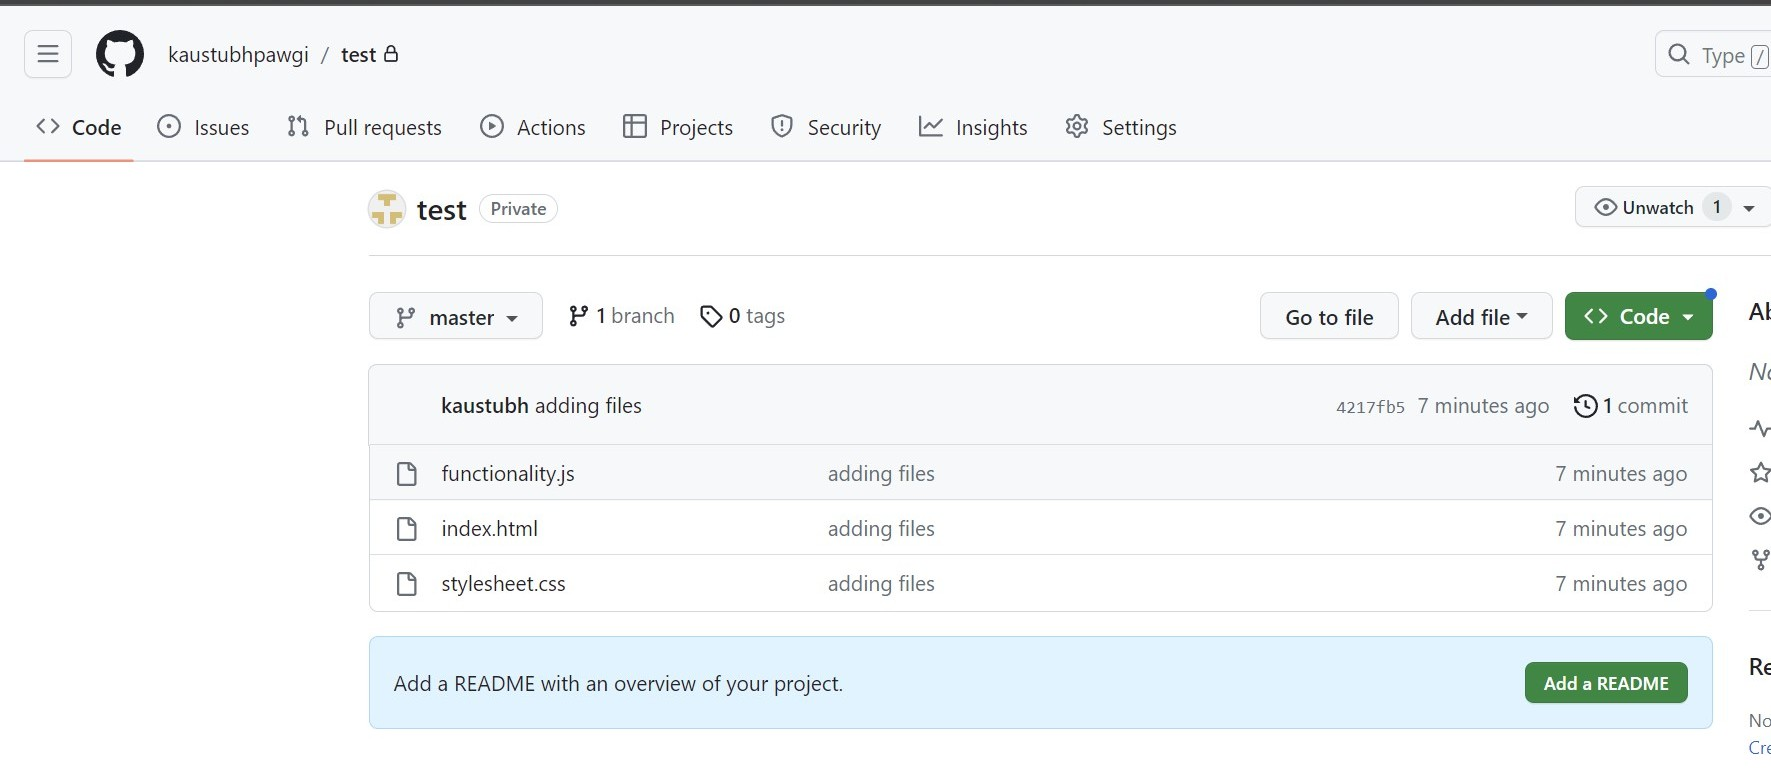 kaustubhpawgi / test
Type /
Code Issues Pull requests Actions Projects Security Insights Settings
test Private
Unwatch 1
master 1 branch 0 tags Go to file Add file Code
kaustubh adding files 4217fb5 7 minutes ago 1 commit
functionality.js adding files 7 minutes ago
index.html adding files 7 minutes ago
stylesheet.css adding files 7 minutes ago
Add a README with an overview of your project. Add a README